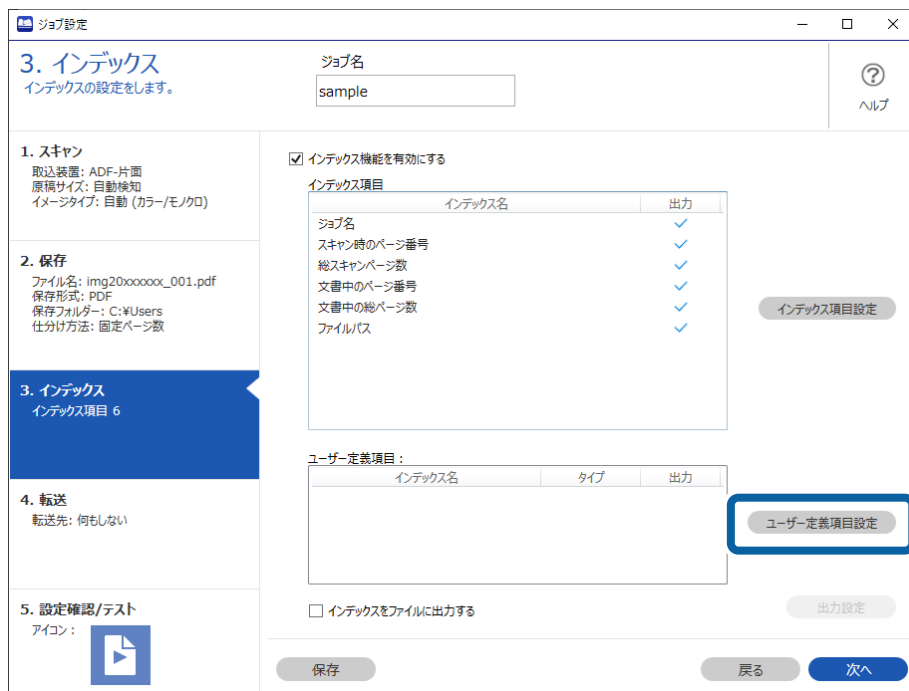 ジョブ設定
3. インデックス
インデックスの設定をします。
ジョブ名
sample
ヘルプ
1. スキャン
取込装置: ADF-片面
原稿サイズ: 自動検知
イメージタイプ: 自動 (カラー/モノクロ)
2. 保存
ファイル名: img20xxxxxx_001.pdf
保存形式: PDF
保存フォルダー: C:¥Users
仕分け方法: 固定ページ数
3. インデックス
インデックス項目 6
4. 転送
転送先: 何もしない
5. 設定確認/テスト
アイコン :
インデックス機能を有効にする
インデックス項目
インデックス名 出力
ジョブ名
スキャン時のページ番号
総スキャンページ数
文書中のページ番号
文書中の総ページ数
ファイルパス
インデックス項目設定
ユーザー定義項目 :
インデックス名 タイプ 出力
ユーザー定義項目設定
インデックスをファイルに出力する
出力設定
保存
戻る
次へ